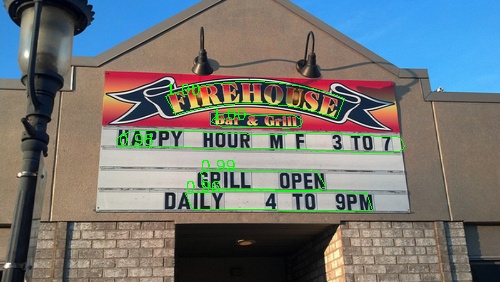 FIREHOUSE
Bar & Grill
HAPPY HOUR M F 3 TO 7
GRILL OPEN
DAILY 4 TO 9PM